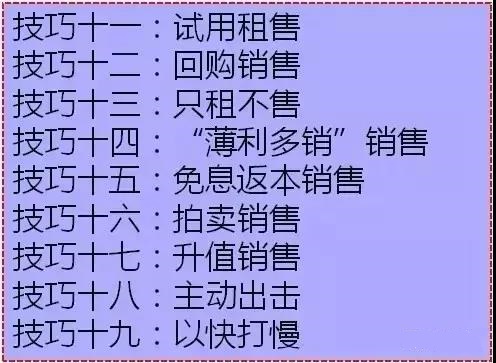 技巧十一：试用租售
技巧十二：回购销售
技巧十三：只租不售
技巧十四：“薄利多销”销售
技巧十五：免息返本销售
技巧十六：拍卖销售
技巧十七：升值销售
技巧十八：主动出击
技巧十九：以快打慢